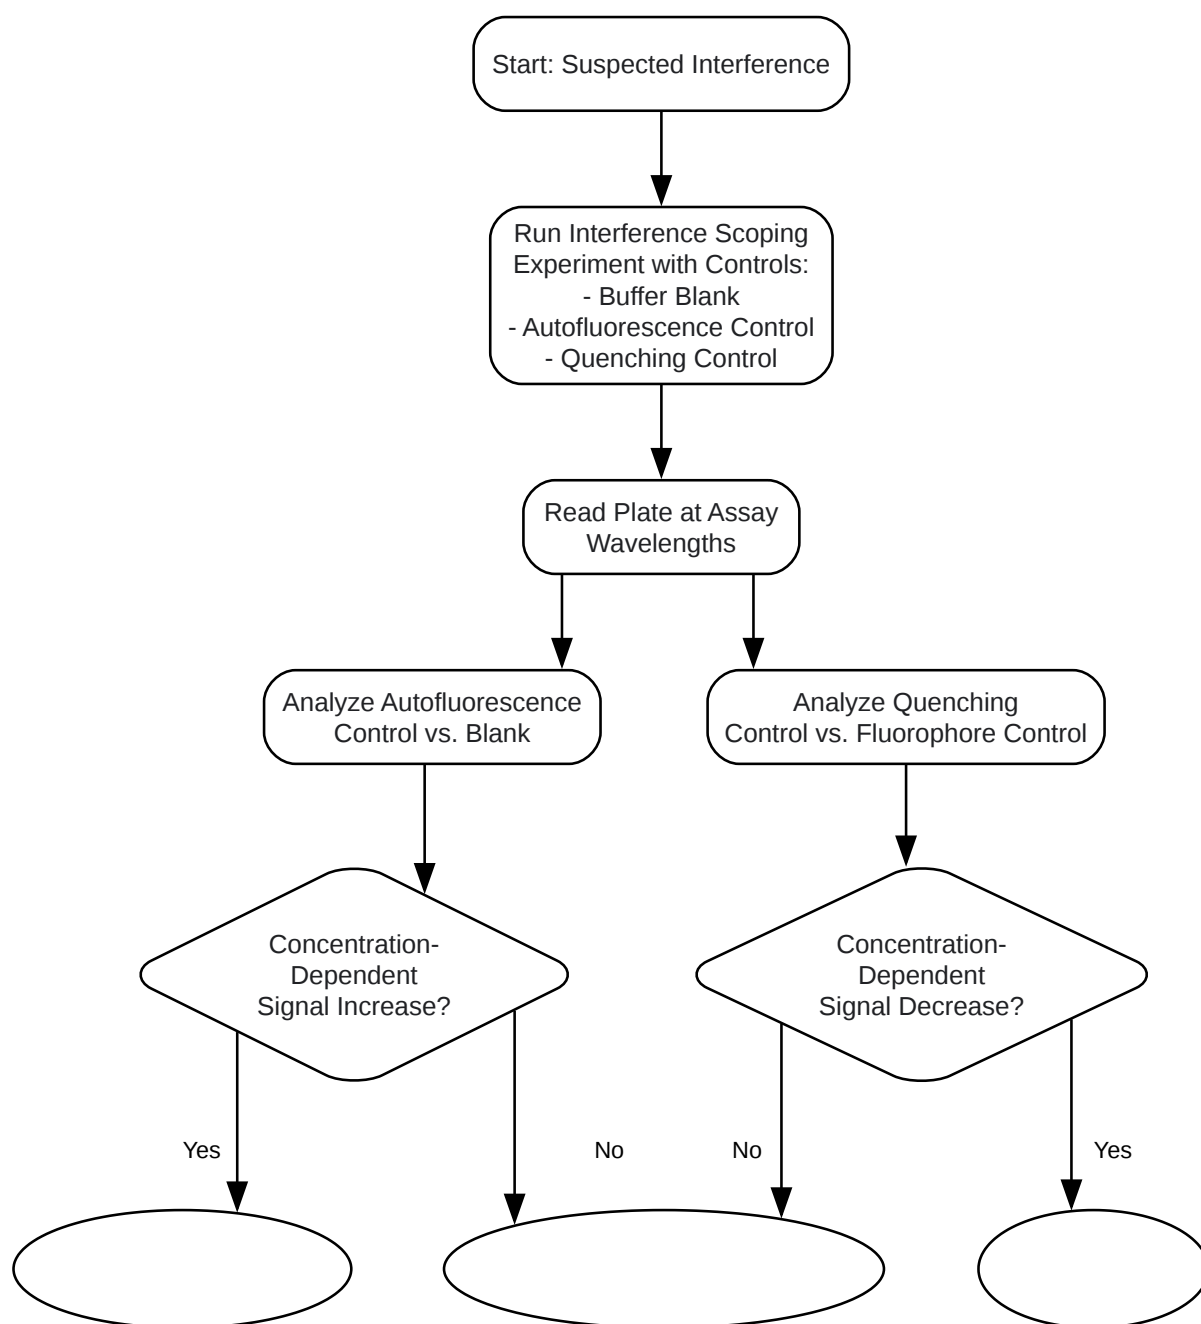 Start: Suspected Interference
Run Interference Scoping
Experiment with Controls:
- Buffer Blank
- Autofluorescence Control
- Quenching Control
Read Plate at Assay
Wavelengths
Analyze Autofluorescence
Control vs. Blank
Analyze Quenching
Control vs. Fluorophore Control
Concentration-
Dependent
Signal Increase?
Concentration-
Dependent
Signal Decrease?
Yes
No
No
Yes